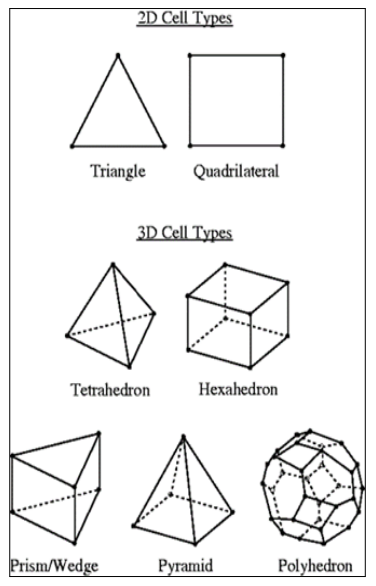 2D Cell Types
Triangle Quadrilateral
3D Cell Types
Tetrahedron Hexahedron
Prism/Wedge Pyramid Polyhedron